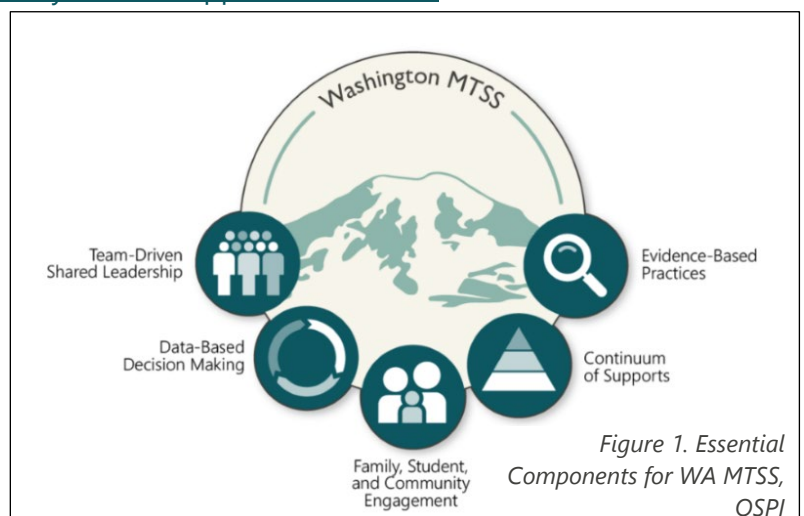 Washington MTSS
Team-Driven
Shared Leadership
Evidence-Based
Practices
Data-Based
Decision Making
Continuum
of Supports
Family, Student,
and Community
Engagement
Figure 1. Essential
Components for WA MTSS,
OSPI